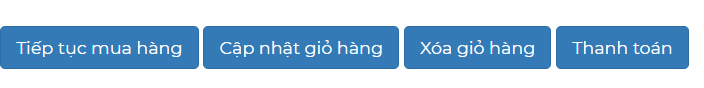 Tiếp tục mua hàng Cập nhật giỏ hàng Xóa giỏ hàng Thanh toán